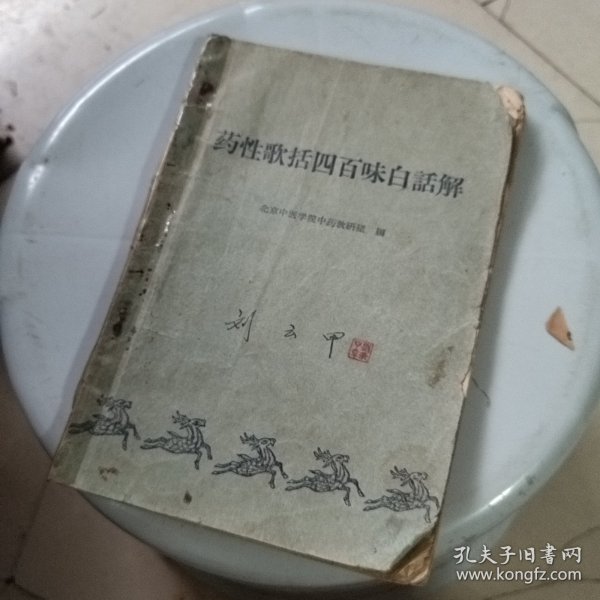 药性歌括四百味白話解
北京中医学院中药教研組 編
刘云甲
孔夫子旧書网
www.kongfz.com